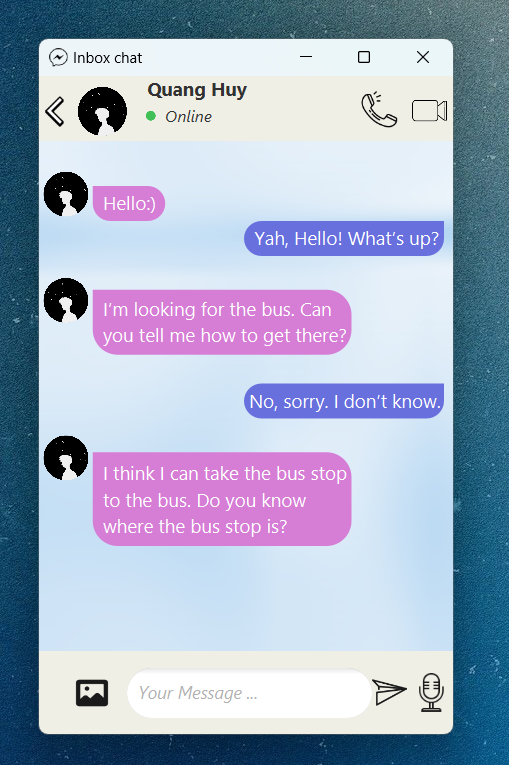 Inbox chat
Quang Huy
Online
Hello:)
Yah, Hello! What's up?
I'm looking for the bus. Can
you tell me how to get there?
No, sorry. I don't know.
I think I can take the bus stop
to the bus. Do you know
where the bus stop is?
Your Message ...